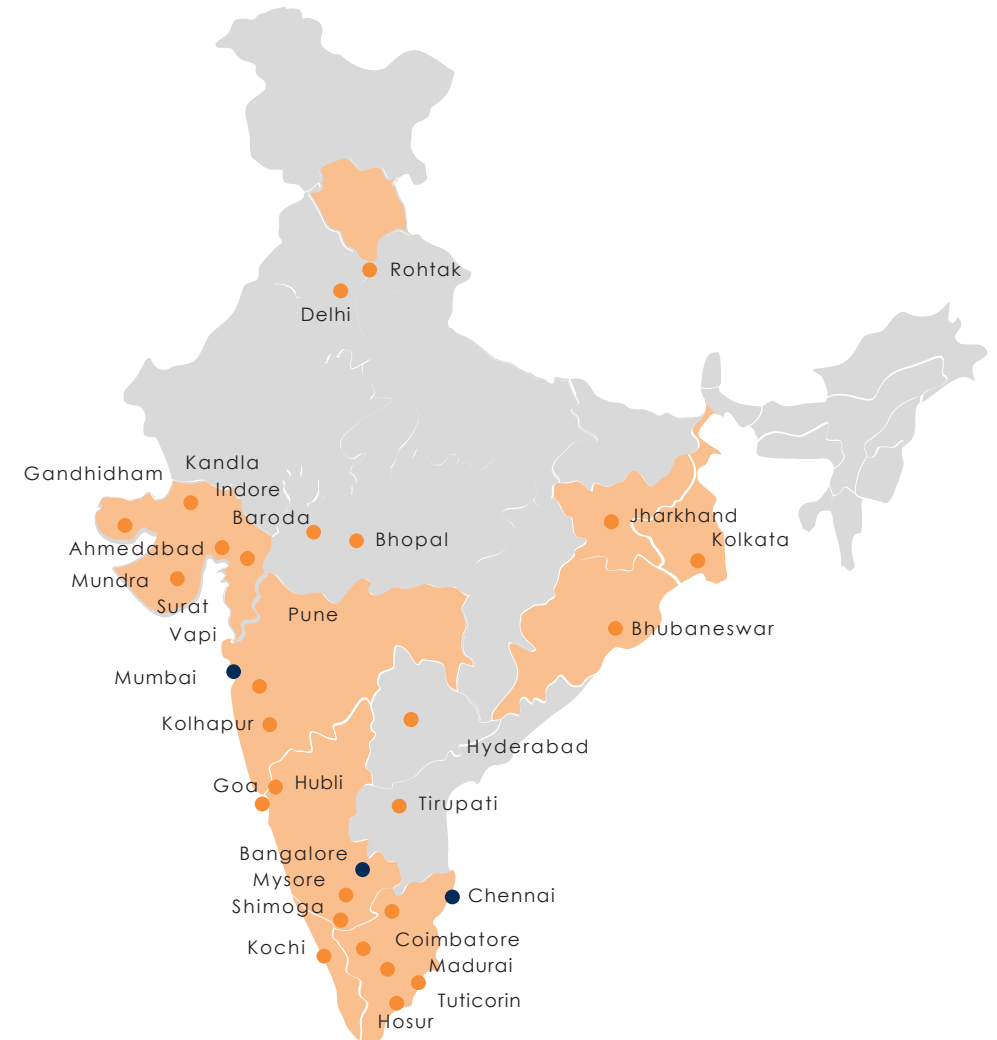 Rohtak
Delhi
Kandla
Gandhidham
Indore
Baroda
Jharkhand
Bhopal
Kolkata
Ahmedabad
Mundra
Surat
Pune
Vapi
Bhubaneswar
Mumbai
Kolhapur
Hyderabad
Goa
Hubli
Tirupati
Bangalore
Mysore
Chennai
Shimoga
Coimbatore
Kochi
Madurai
Tuticorin
Hosur